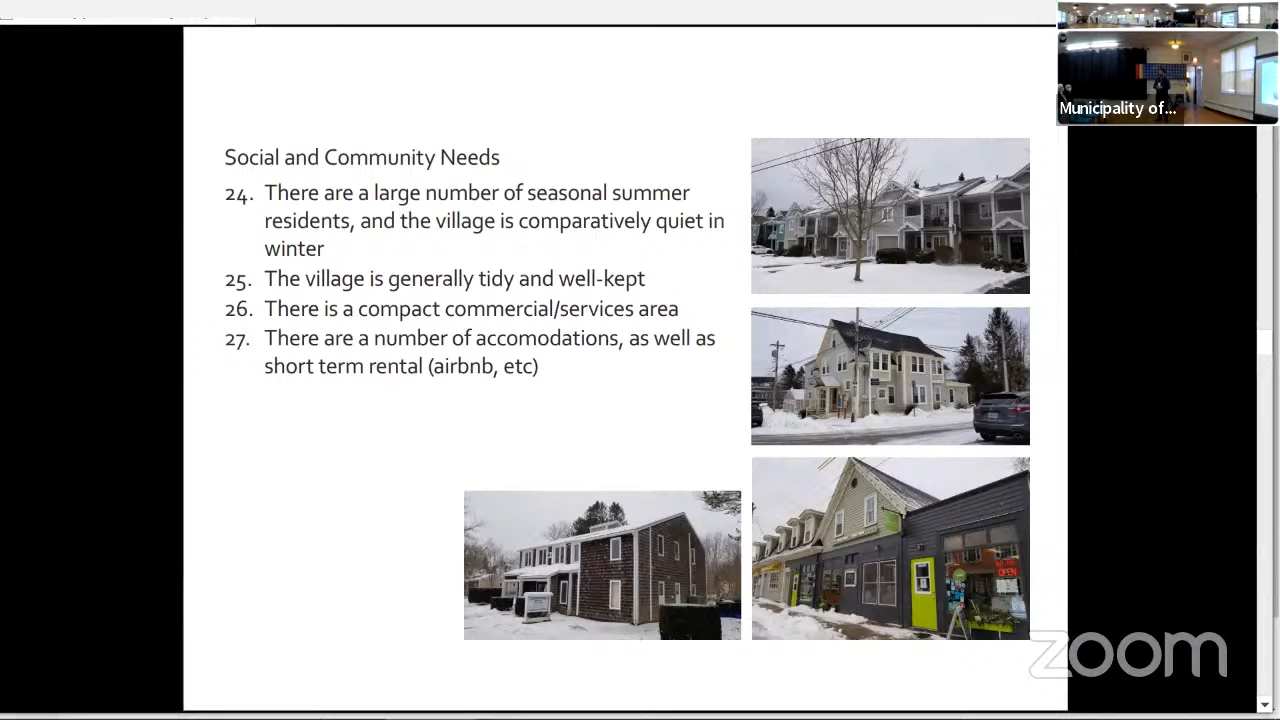 Municipality of...
Social and Community Needs
24. There are a large number of seasonal summer
residents, and the village is comparatively quiet in
winter
25. The village is generally tidy and well-kept
26. There is a compact commercial/services area
27. There are a number of accomodations, as well as
short term rental (airbnb, etc)
OPEN
zoom